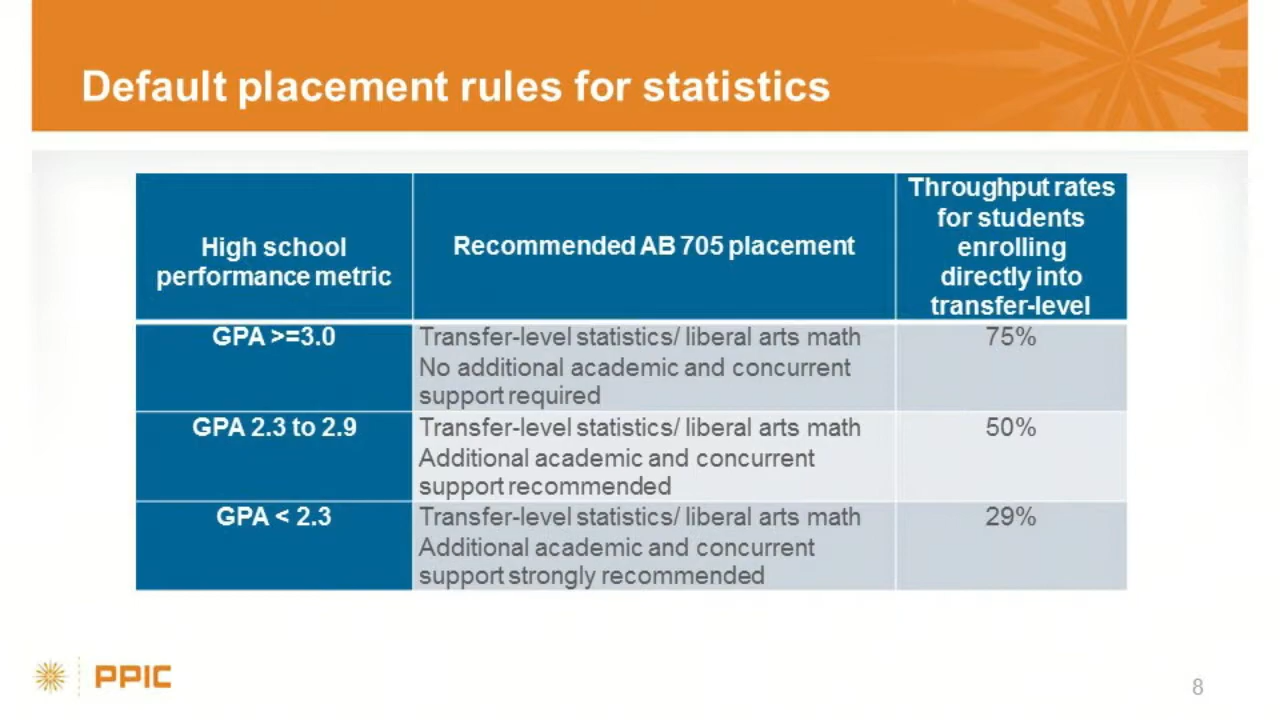 Default placement rules for statistics
High school
performance metric
Recommended AB 705 placement
Throughput rates
for students
enrolling
directly into
transfer-level
GPA >=3.0
Transfer-level statistics/ liberal arts math
No additional academic and concurrent
support required
75%
GPA 2.3 to 2.9
Transfer-level statistics/ liberal arts math
Additional academic and concurrent
support recommended
50%
GPA < 2.3
Transfer-level statistics/ liberal arts math
Additional academic and concurrent
support strongly recommended
29%
PPIC
8